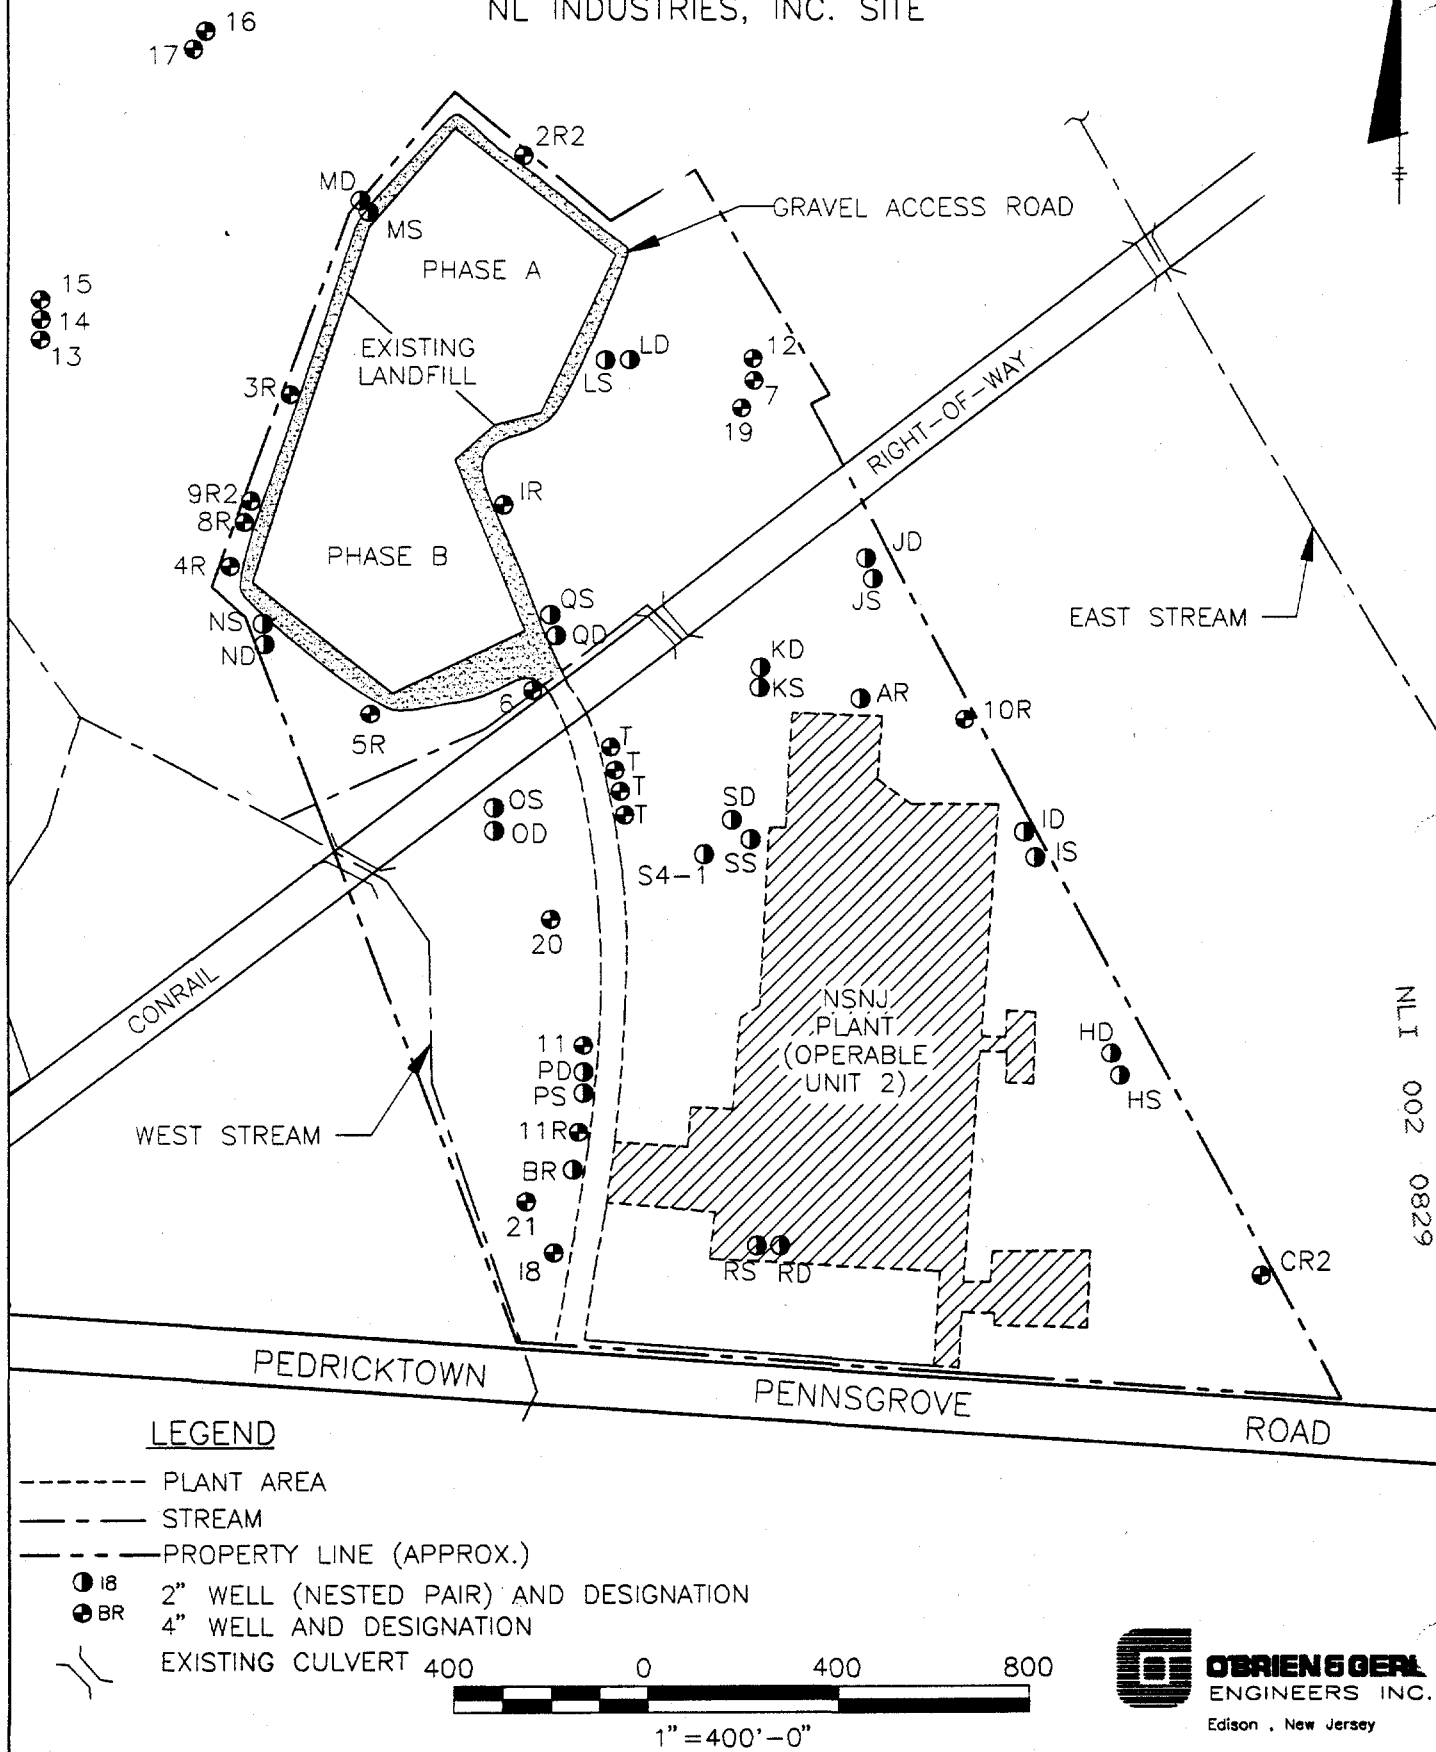 NL INDUSTRIES, INC. SITE
16
17
2R2
MD
MS
GRAVEL ACCESS ROAD
PHASE A
15
14
13
EXISTING
LANDFILL
LD
LS
12
7
19
3R
RIGHT-OF-WAY
9R2
8R
IR
4R
PHASE B
JD
JS
QS
QD
EAST STREAM
NS
ND
KD
KS
AR
6
5R
10R
T
T
T
T
OS
OD
SD
SS
S4-1
ID
IS
20
CONRAIL
NSNJ
PLANT
(OPERABLE
UNIT 2)
NLI 002 0829
11
PD
PS
HD
HS
WEST STREAM
11R
BR
21
I8
RS
RD
CR2
PEDRICKTOWN PENNSGROVE ROAD
LEGEND
PLANT AREA
STREAM
PROPERTY LINE (APPROX.)
I8 2" WELL (NESTED PAIR) AND DESIGNATION
BR 4" WELL AND DESIGNATION
EXISTING CULVERT
400 0 400 800
1"=400'-0"
O'BRIEN & GERE
ENGINEERS INC.
Edison , New Jersey